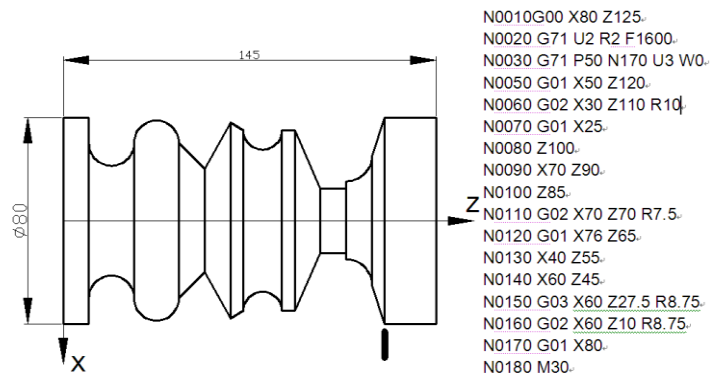 145
Ø80
Z
X
N0010G00 X80 Z125
N0020 G71 U2 R2 F1600
N0030 G71 P50 N170 U3 W0
N0050 G01 X50 Z120
N0060 G02 X30 Z110 R10
N0070 G01 X25
N0080 Z100
N0090 X70 Z90
N0100 Z85
N0110 G02 X70 Z70 R7.5
N0120 G01 X76 Z65
N0130 X40 Z55
N0140 X60 Z45
N0150 G03 X60 Z27.5 R8.75
N0160 G02 X60 Z10 R8.75
N0170 G01 X80
N0180 M30